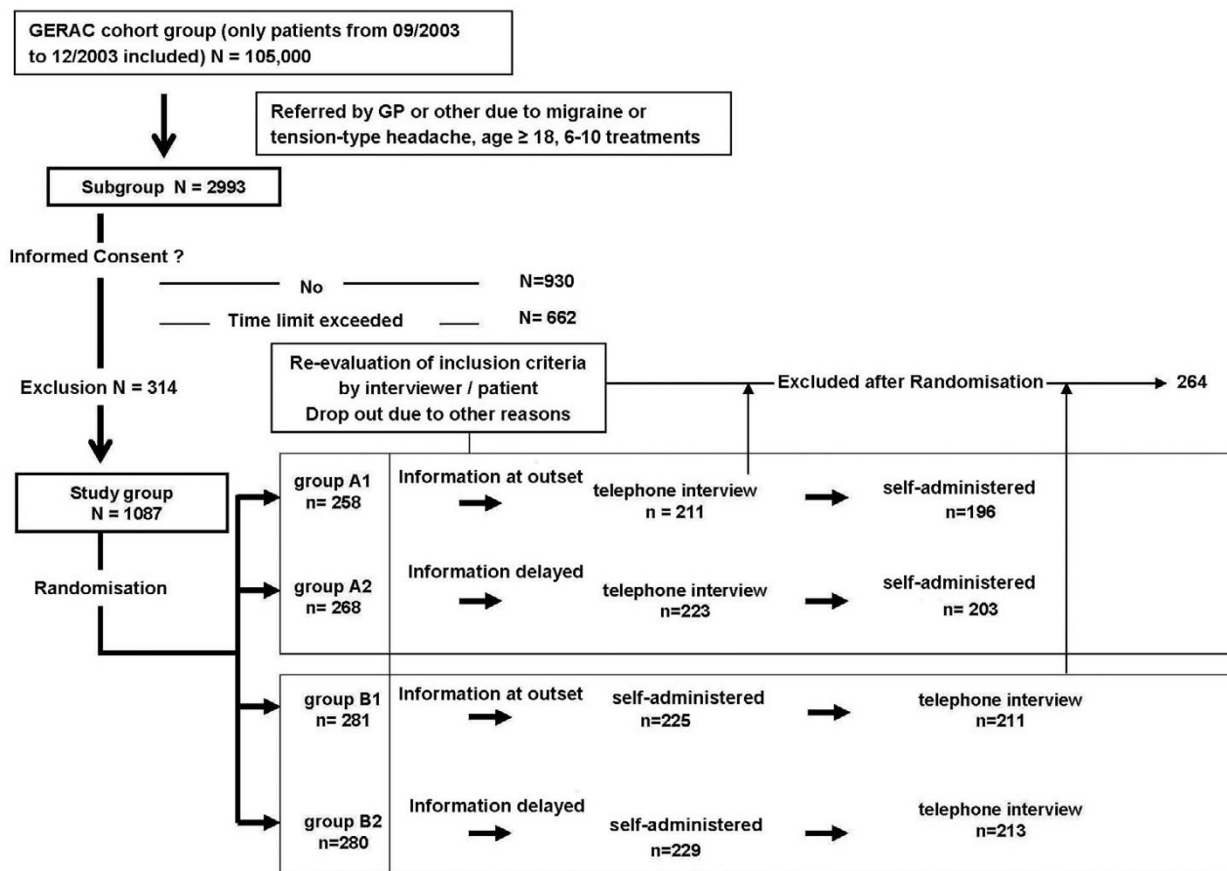 GERAC cohort group (only patients from 09/2003
to 12/2003 included) N = 105,000
Referred by GP or other due to migraine or
tension-type headache, age ≥ 18, 6-10 treatments
Subgroup N = 2993
Informed Consent ?
No
N=930
Time limit exceeded
N= 662
Exclusion N = 314
Re-evaluation of inclusion criteria
by interviewer / patient
Drop out due to other reasons
Excluded after Randomisation
264
Study group
N = 1087
Randomisation
group A1
n= 258
Information at outset
telephone interview
n = 211
self-administered
n=196
group A2
n= 268
Information delayed
telephone interview
n=223
self-administered
n= 203
group B1
n= 281
Information at outset
self-administered
n=225
telephone interview
n=211
group B2
n=280
Information delayed
self-administered
n=229
telephone interview
n=213